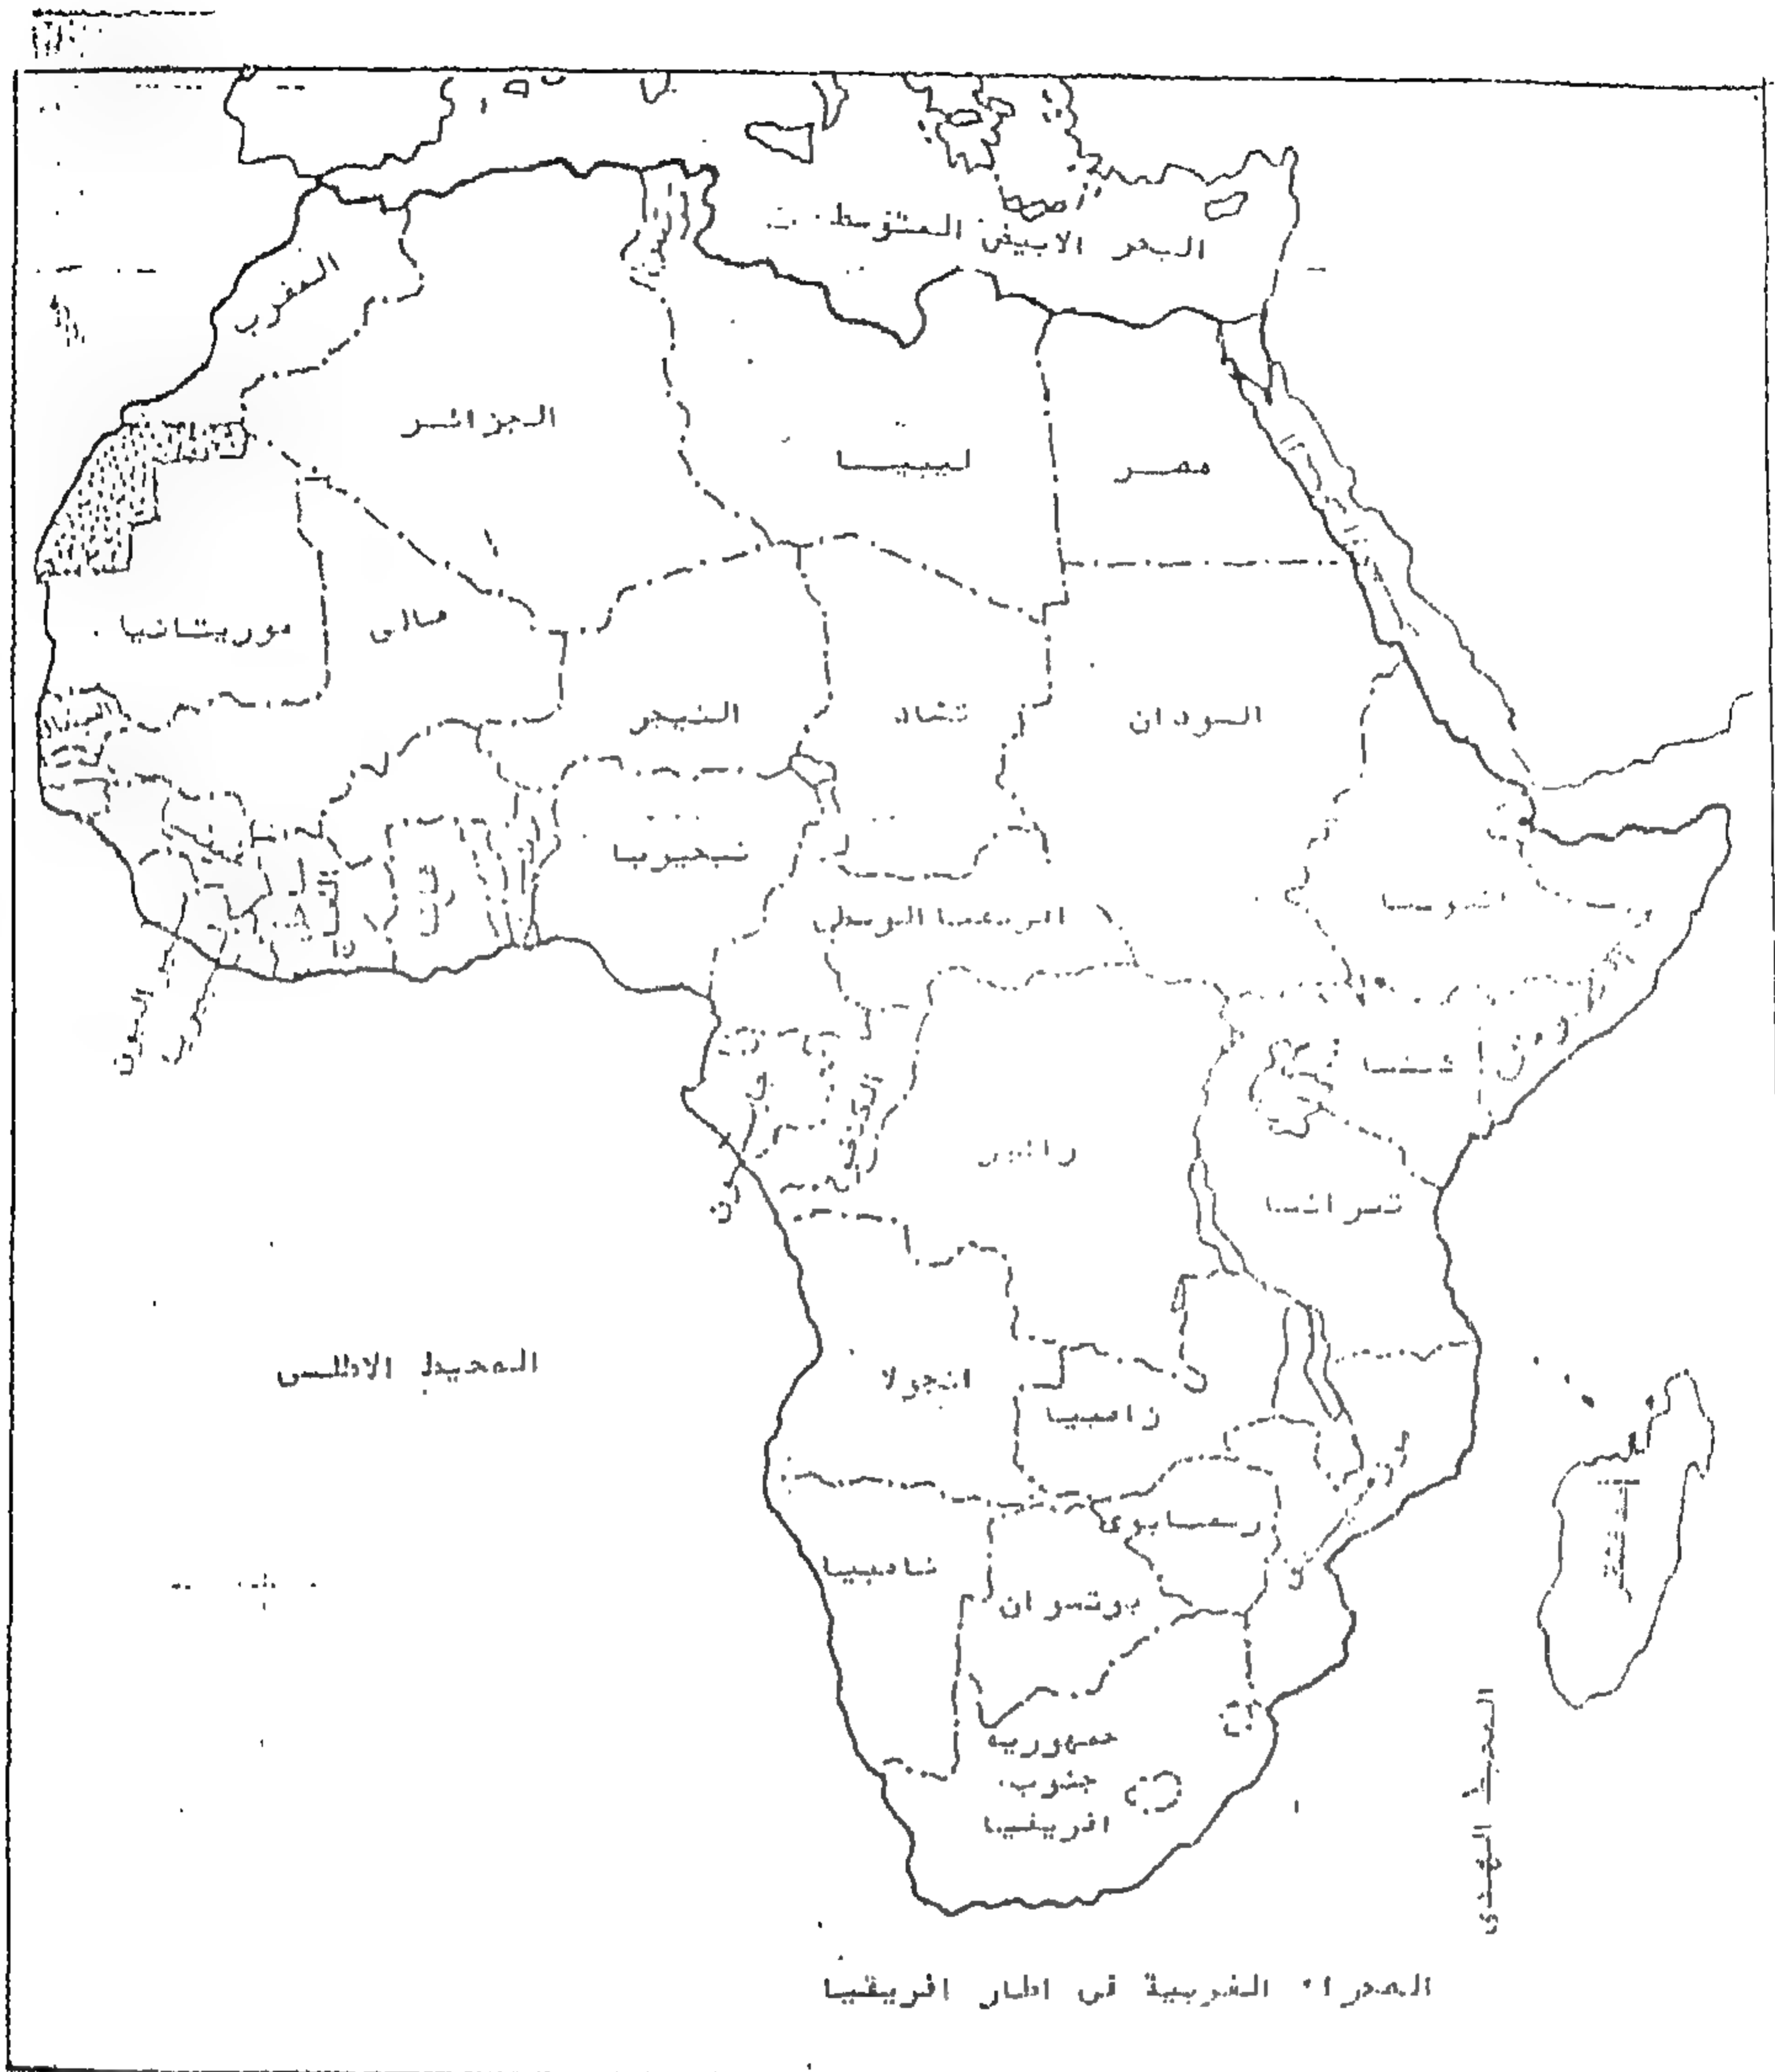 البحر الابيض المتوسط
المغرب
الجزائر
ليبيا
مصر
موريتانيا
مالى
النيجر
تشاد
السودان
نيجيريا
افريقيا الوسطى
اثيوبيا
كينيا
زائير
تنزانيا
المحيط الاطلسى
انجولا
زامبيا
زيمبابوى
نامبيا
بوتسوان
جمهورية
جنوب
افريقيا
المحيط الهندى
الصحراء الغربية فى اطار افريقيا